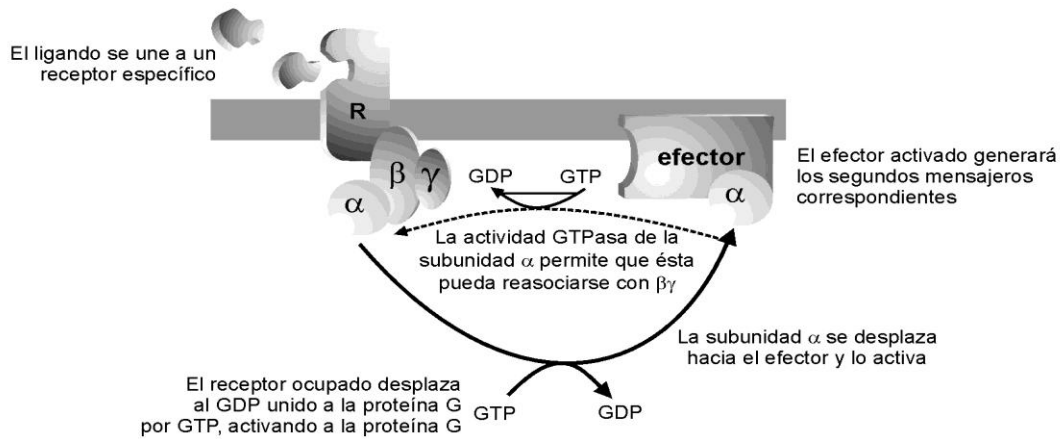 El ligando se une a un
receptor específico
R
β γ
α
GDP GTP
efector
α
El efector activado generará
los segundos mensajeros
correspondientes
La actividad GTPasa de la
subunidad α permite que ésta
pueda reasociarse con βγ
La subunidad α se desplaza
hacia el efector y lo activa
El receptor ocupado desplaza
al GDP unido a la proteína G
por GTP, activando a la proteína G
GTP GDP